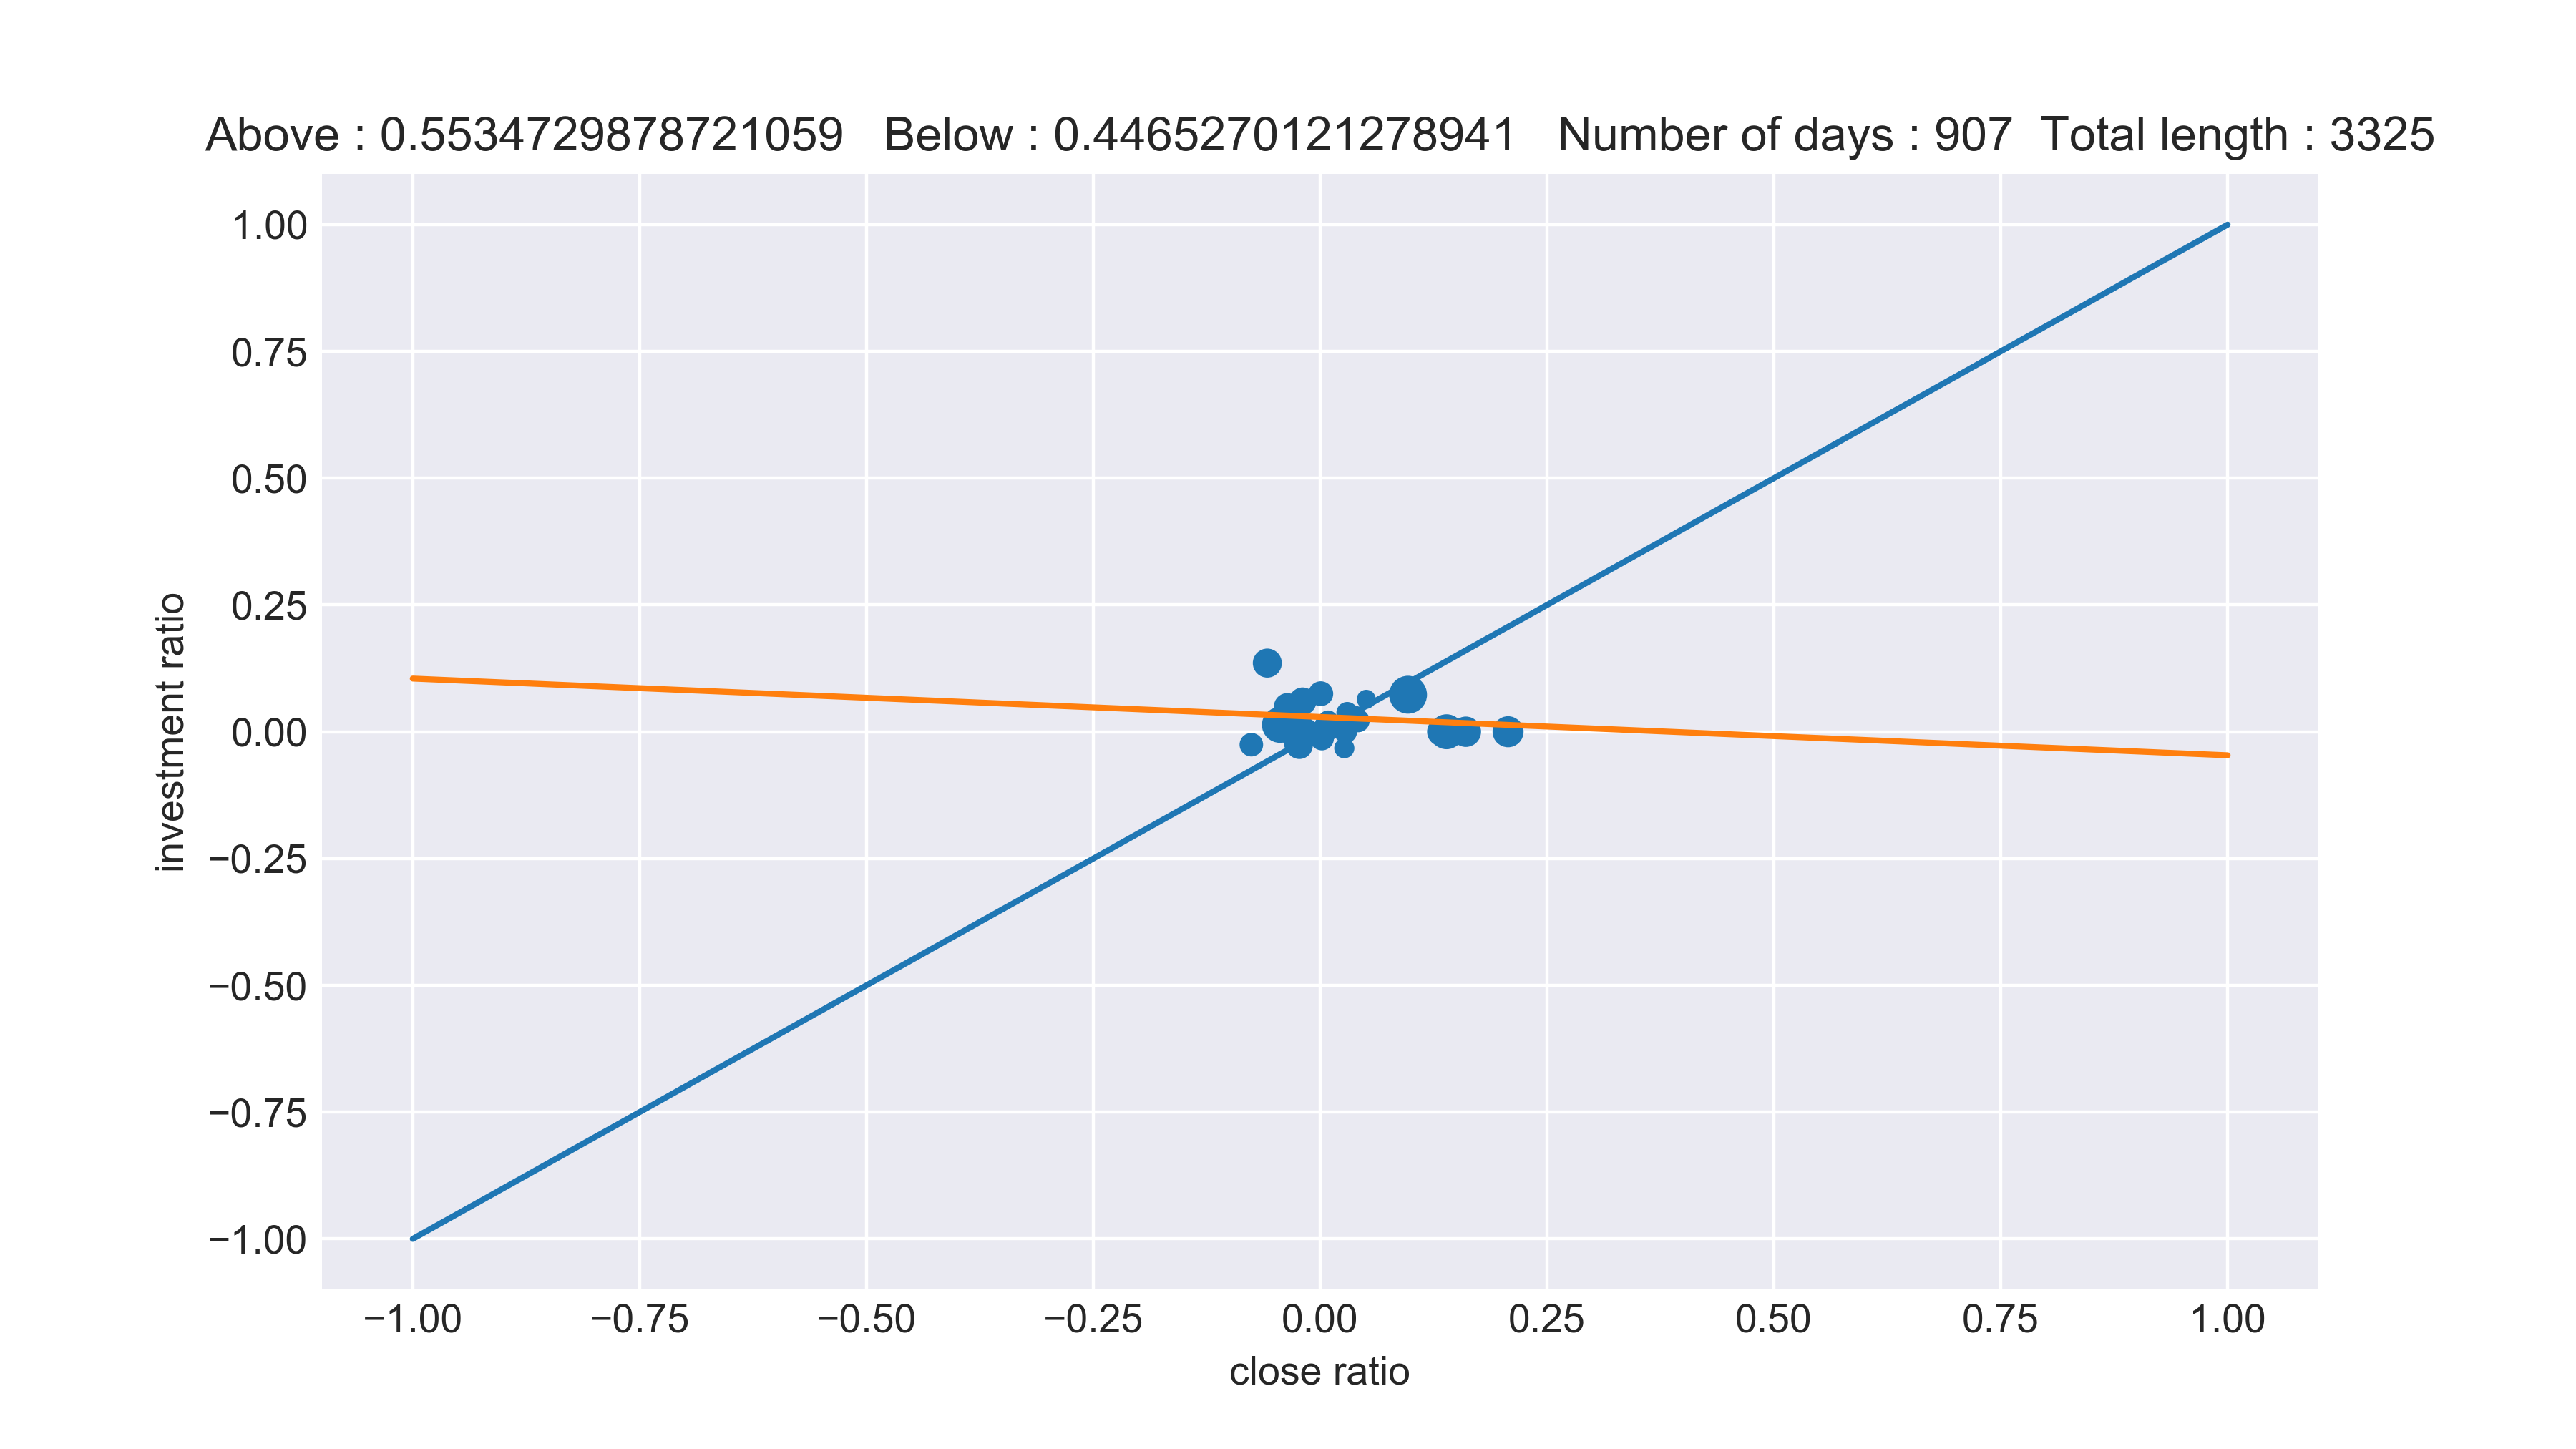 Above : 0.5534729878721059 Below : 0.4465270121278941 Number of days : 907 Total length : 3325
1.00
0.75
0.50
0.25
0.00
−0.25
−0.50
−0.75
−1.00
investment ratio
−1.00 −0.75 −0.50 −0.25 0.00 0.25 0.50 0.75 1.00
close ratio